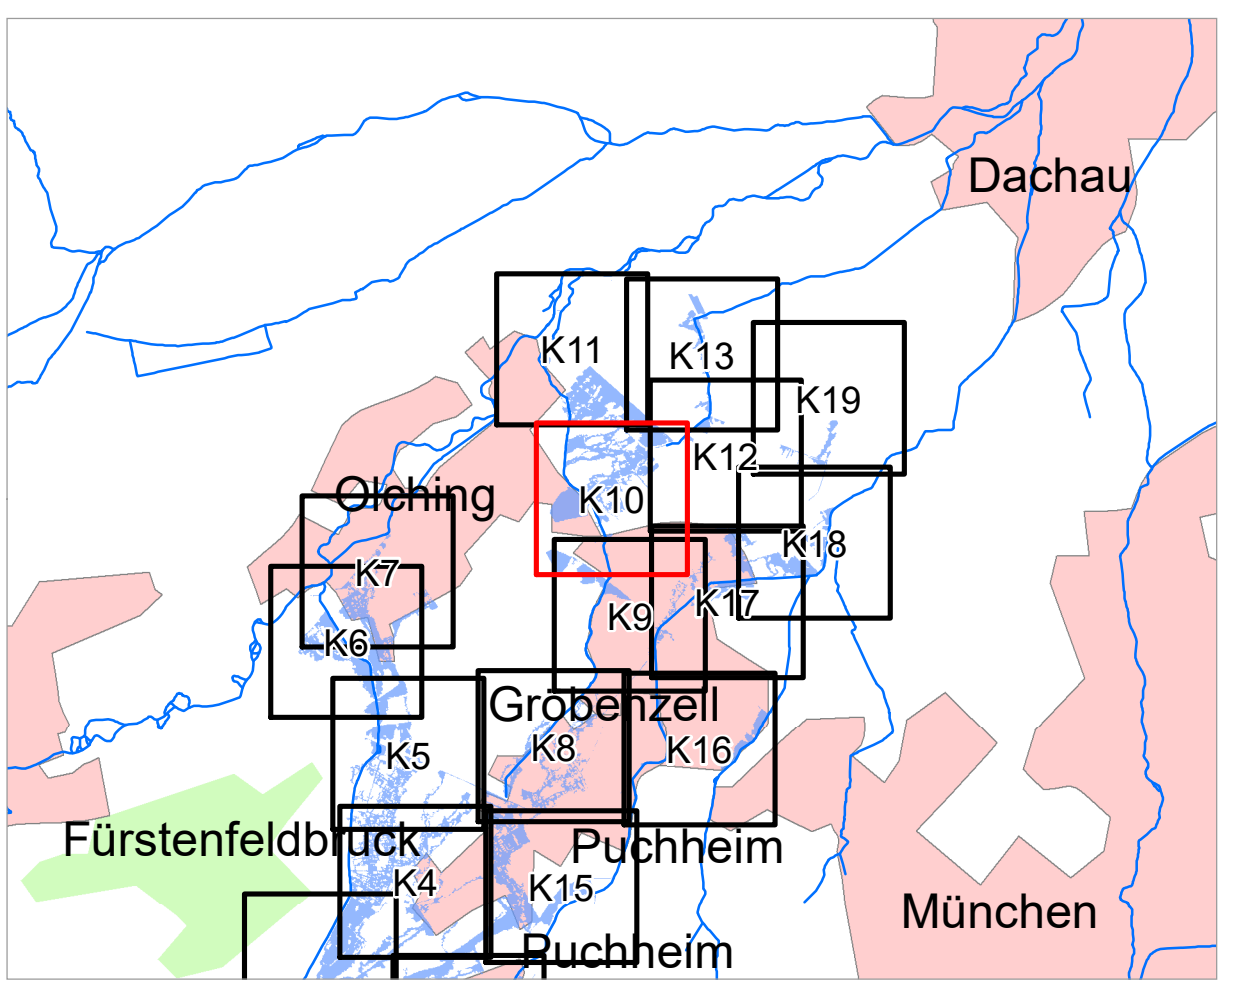 Dachau
K11
K13
K19
K12
Olching
K10
K18
K7
K17
K9
K6
Gröbenzell
K8
K16
K5
Fürstenfeldbruck
Puchheim
K4
K15
München
Puchheim